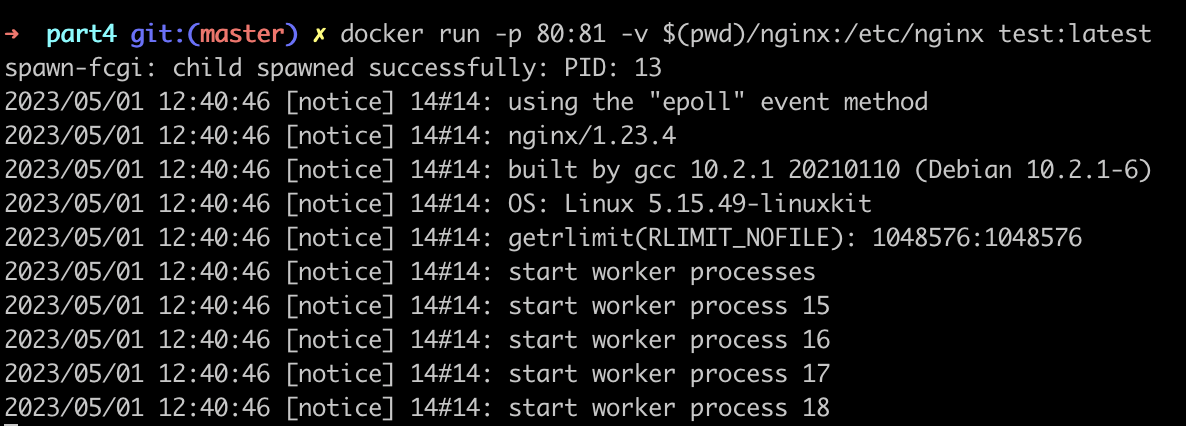 ➜  part4 git:(master) ✗ docker run -p 80:81 -v $(pwd)/nginx:/etc/nginx test:latest
spawn-fcgi: child spawned successfully: PID: 13
2023/05/01 12:40:46 [notice] 14#14: using the "epoll" event method
2023/05/01 12:40:46 [notice] 14#14: nginx/1.23.4
2023/05/01 12:40:46 [notice] 14#14: built by gcc 10.2.1 20210110 (Debian 10.2.1-6)
2023/05/01 12:40:46 [notice] 14#14: OS: Linux 5.15.49-linuxkit
2023/05/01 12:40:46 [notice] 14#14: getrlimit(RLIMIT_NOFILE): 1048576:1048576
2023/05/01 12:40:46 [notice] 14#14: start worker processes
2023/05/01 12:40:46 [notice] 14#14: start worker process 15
2023/05/01 12:40:46 [notice] 14#14: start worker process 16
2023/05/01 12:40:46 [notice] 14#14: start worker process 17
2023/05/01 12:40:46 [notice] 14#14: start worker process 18